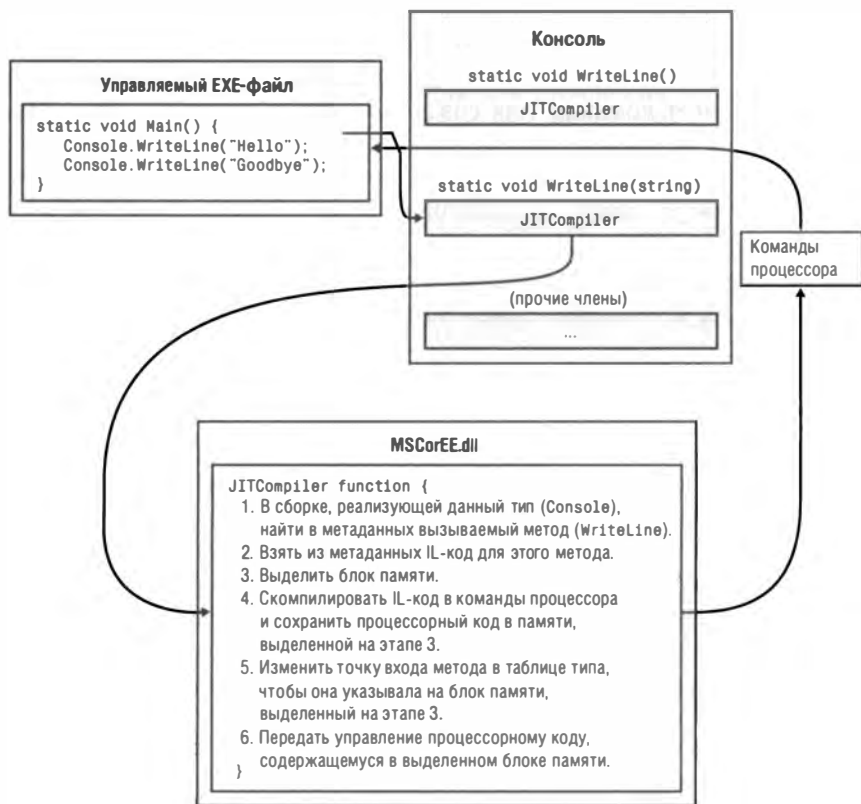 Управляемый EXE-файл
static void Main() {
Console.WriteLine("Hello");
Console.WriteLine("Goodbye");
}
Консоль
static void WriteLine()
JITCompiler
static void WriteLine(string)
JITCompiler
(прочие члены)
...
Команды
процессора
MSCorEE.dll
JITCompiler function {
1. В сборке, реализующей данный тип (Console),
найти в метаданных вызываемый метод (WriteLine).
2. Взять из метаданных IL-код для этого метода.
3. Выделить блок памяти.
4. Скомпилировать IL-код в команды процессора
и сохранить процессорный код в памяти,
выделенной на этапе 3.
5. Изменить точку входа метода в таблице типа,
чтобы она указывала на блок памяти,
выделенный на этапе 3.
6. Передать управление процессорному коду,
содержащемуся в выделенном блоке памяти.
}